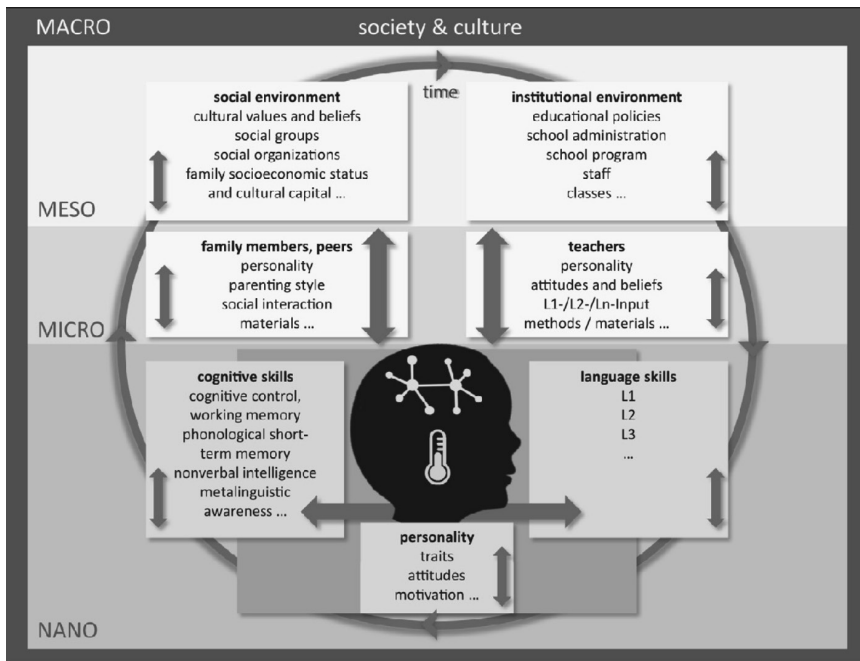 MACRO
society & culture
time
social environment
cultural values and beliefs
social groups
social organizations
family socioeconomic status
and cultural capital ...
institutional environment
educational policies
school administration
school program
staff
classes ...
MESO
family members, peers
personality
parenting style
social interaction
materials ...
teachers
personality
attitudes and beliefs
L1-/L2-/Ln-Input
methods / materials ...
MICRO
cognitive skills
cognitive control,
working memory
phonological short-
term memory
nonverbal intelligence
metalinguistic
awareness ...
language skills
L1
L2
L3
...
personality
traits
attitudes
motivation ...
NANO